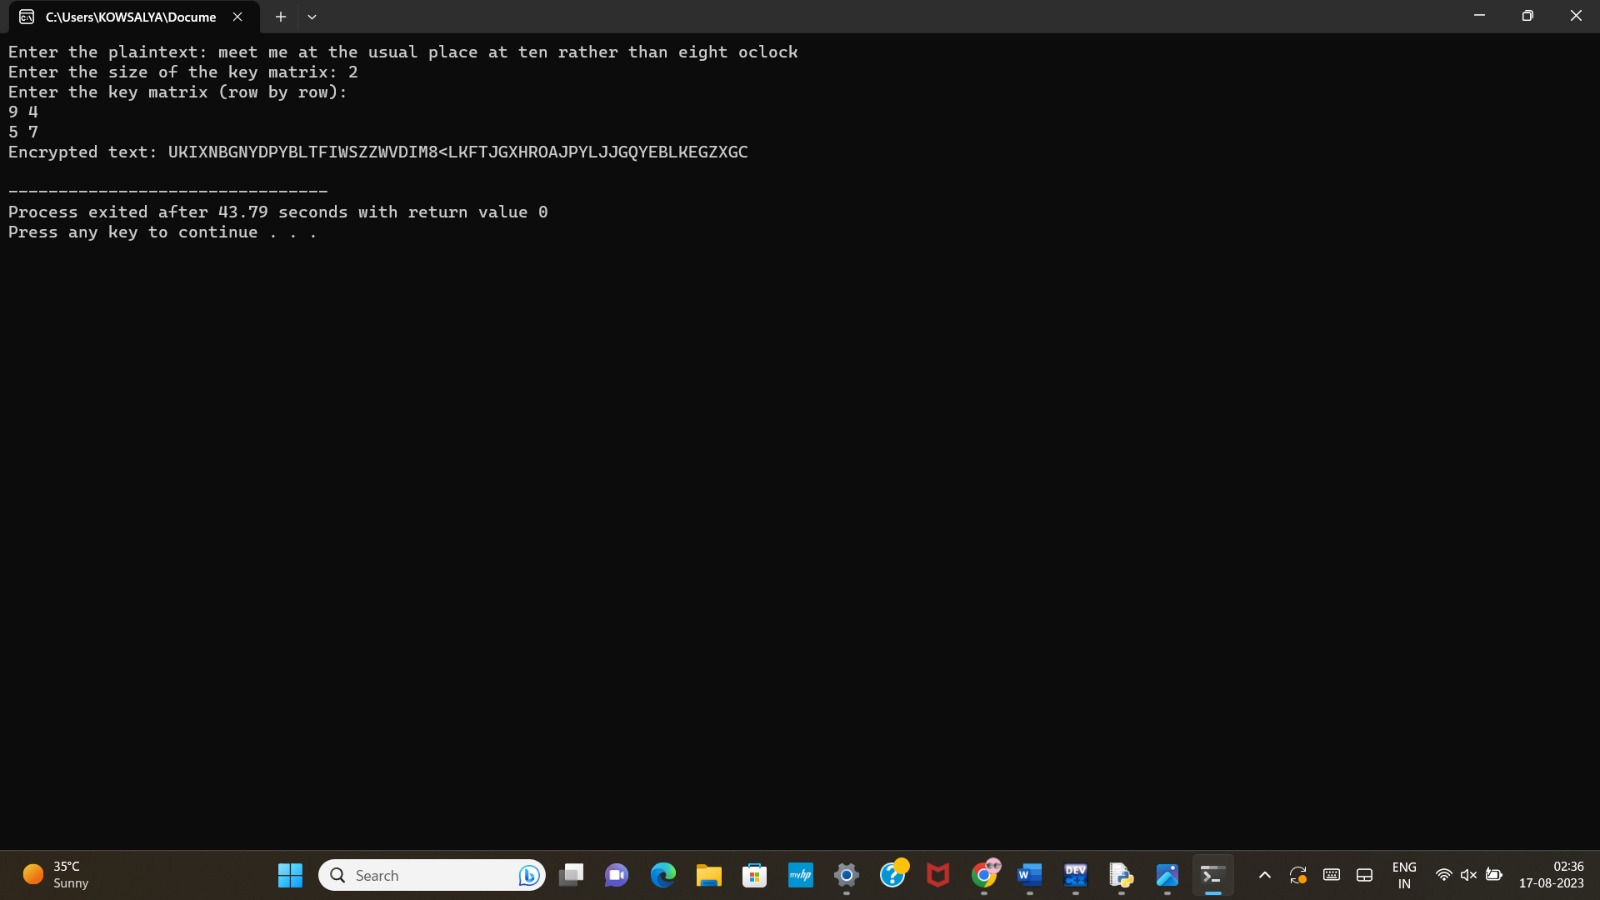 C:\Users\KOWSALYA\Docume
Enter the plaintext: meet me at the usual place at ten rather than eight oclock
Enter the size of the key matrix: 2
Enter the key matrix (row by row):
9 4
5 7
Encrypted text: UKIXNBGNYDPYBLTFIWSZZWVDIM8<LKFTJGXHROAJPYLJJGQYEBLKEGZXGC
--------------------------------
Process exited after 43.79 seconds with return value 0
Press any key to continue . . .
35°C
Sunny
Search
myhp
W
DEV
C++
ENG
IN
02:36
17-08-2023